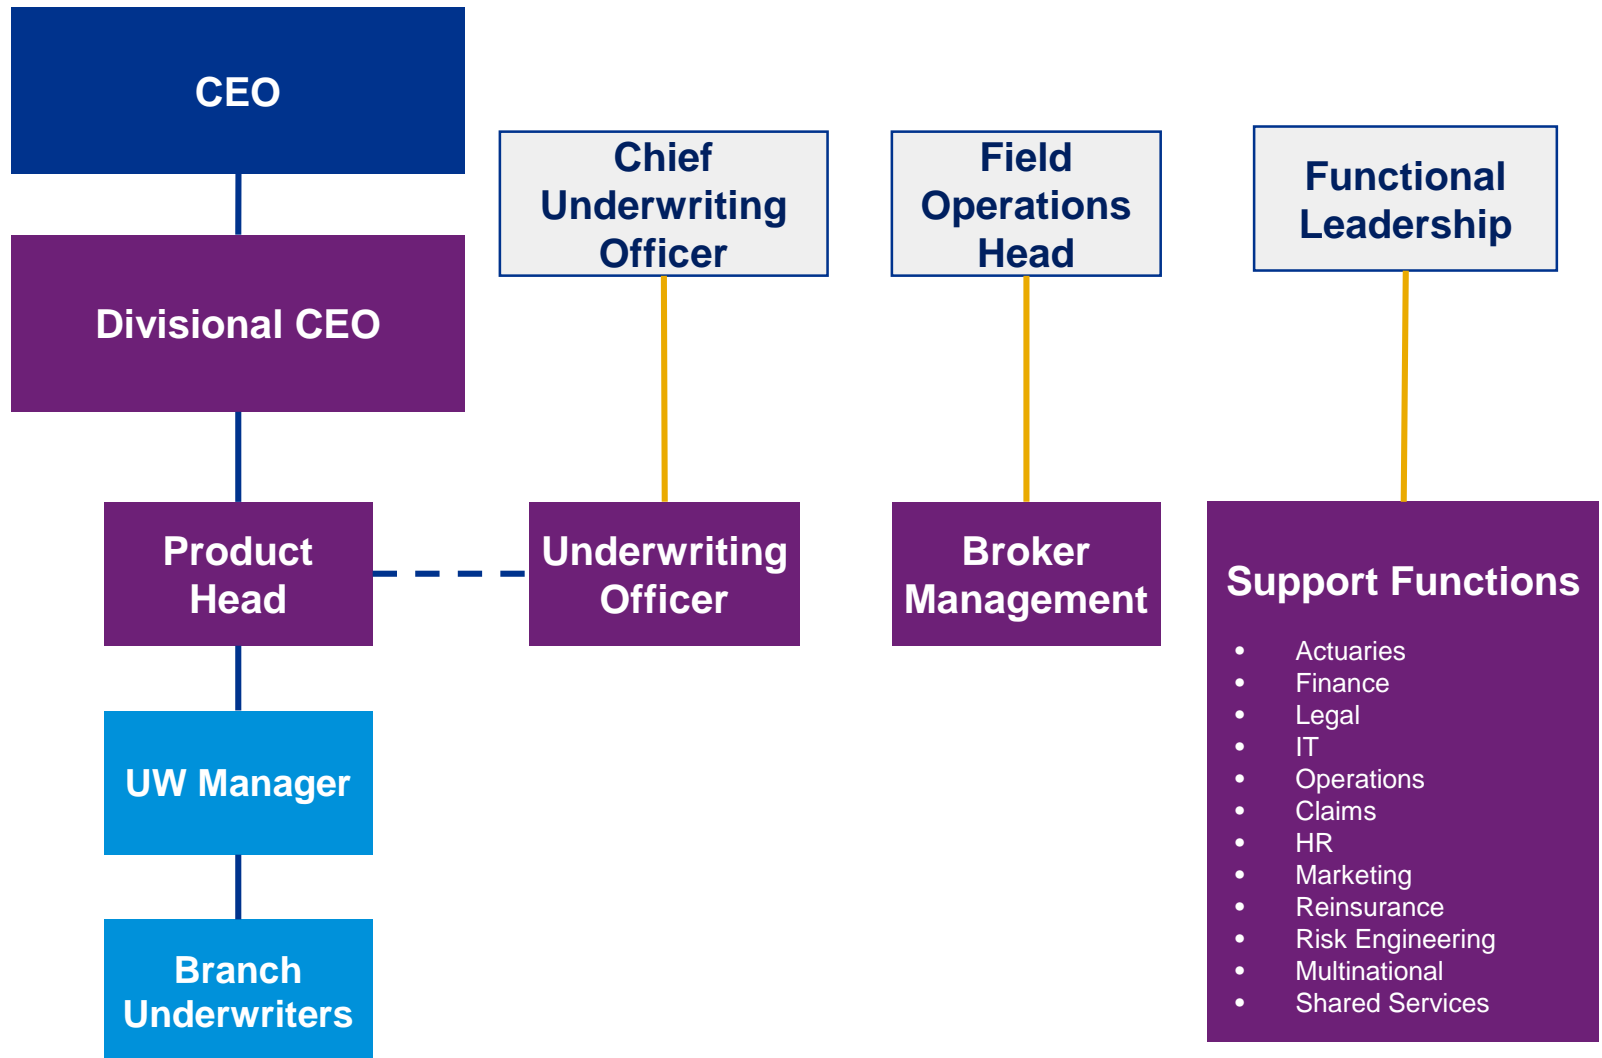 CEO
Chief
Underwriting
Officer
Field
Operations
Head
Functional
Leadership
Divisional CEO
Product
Head
Underwriting
Officer
Broker
Management
Support Functions
• Actuaries
• Finance
• Legal
• IT
• Operations
• Claims
• HR
• Marketing
• Reinsurance
• Risk Engineering
• Multinational
• Shared Services
UW Manager
Branch
Underwriters